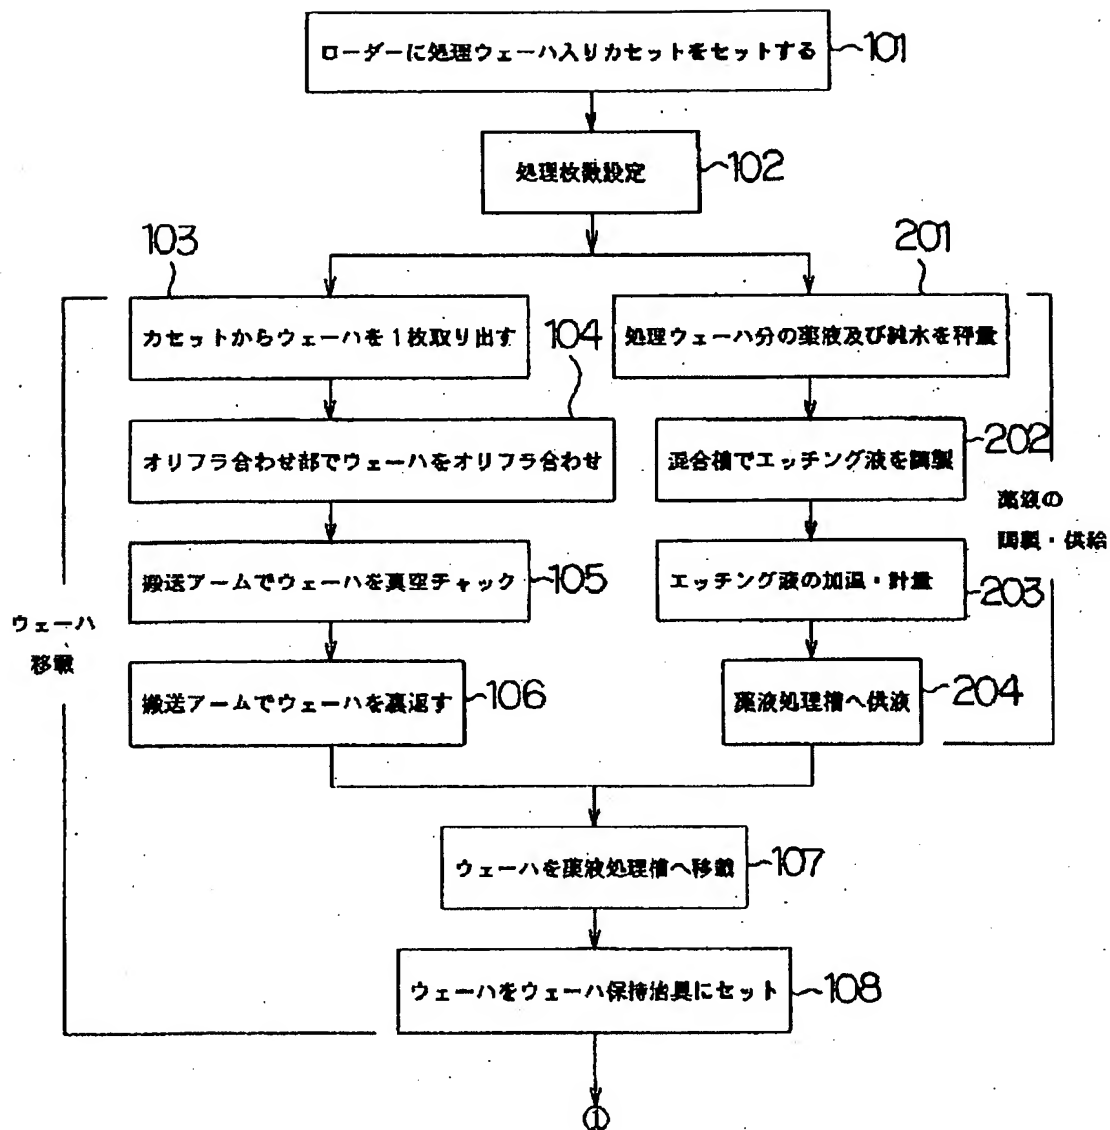 ローダーに処理ウェーハ入りカセットをセットする
101
処理枚数設定
102
103
カセットからウェーハを1枚取り出す
104
オリフラ合わせ部でウェーハをオリフラ合わせ
搬送アームでウェーハを真空チャック
105
搬送アームでウェーハを裏返す
106
ウェーハ
移載
201
処理ウェーハ分の薬液及び純水を秤量
混合槽でエッチング液を調製
202
エッチング液の加温・計量
203
薬液処理槽へ供液
204
薬液の
調製・供給
ウェーハを薬液処理槽へ移載
107
ウェーハをウェーハ保持治具にセット
108
①